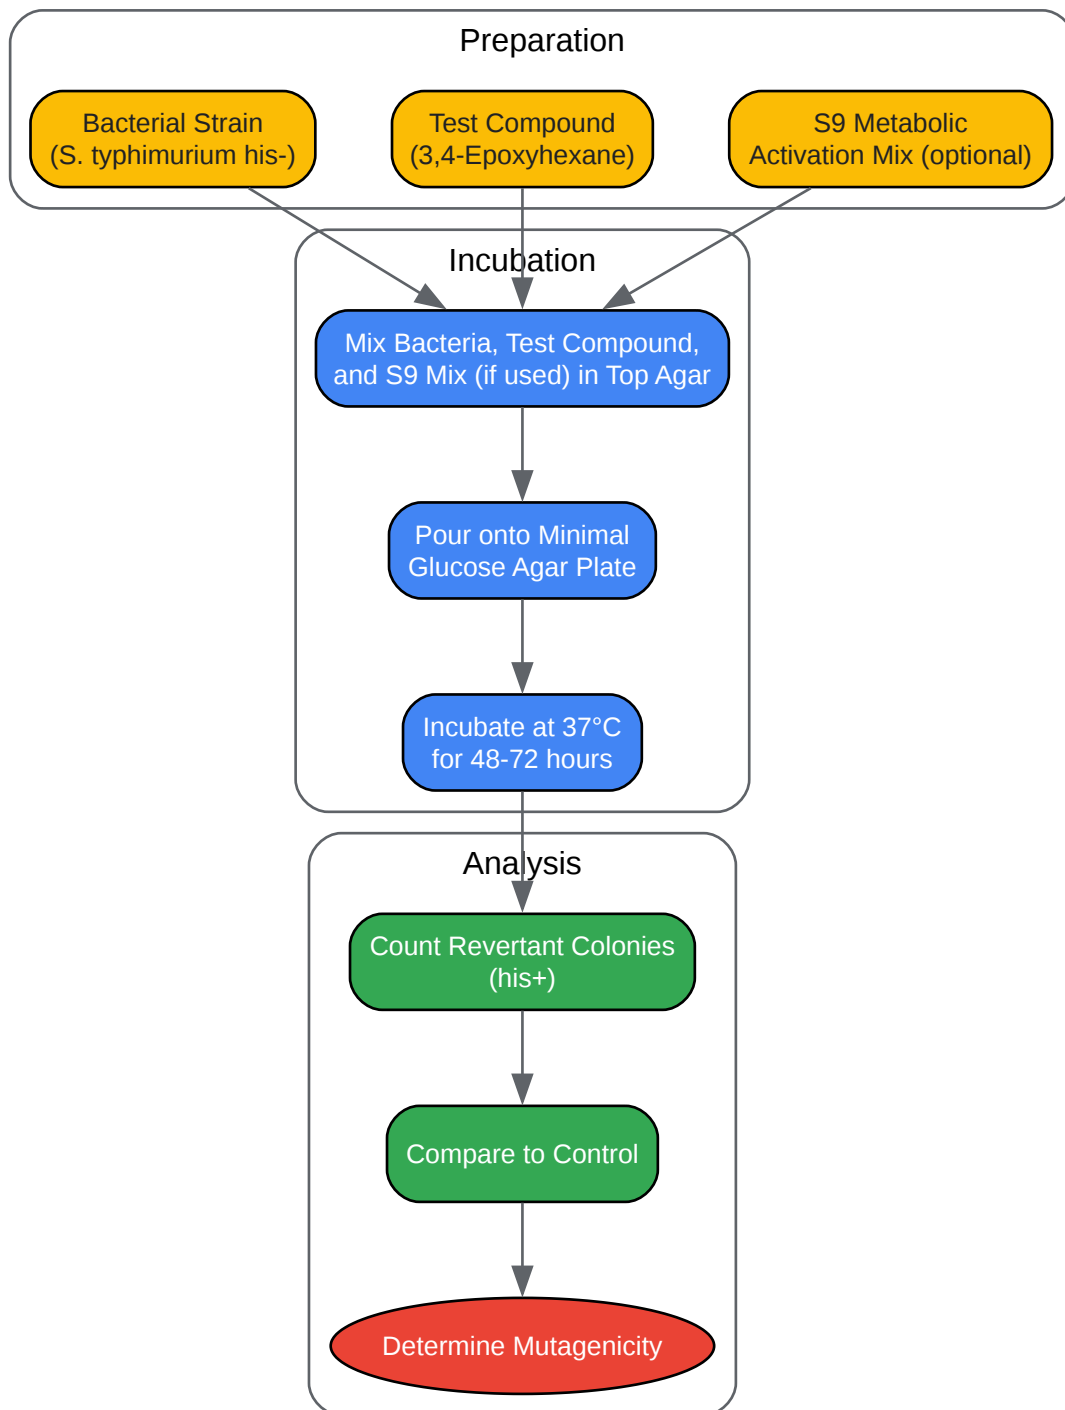 Preparation
Bacterial Strain
(S. typhimurium his-)
Test Compound
(3,4-Epoxyhexane)
S9 Metabolic
Activation Mix (optional)
Incubation
Mix Bacteria, Test Compound,
and S9 Mix (if used) in Top Agar
Pour onto Minimal
Glucose Agar Plate
Incubate at 37°C
for 48-72 hours
Analysis
Count Revertant Colonies
(his+)
Compare to Control
Determine Mutagenicity